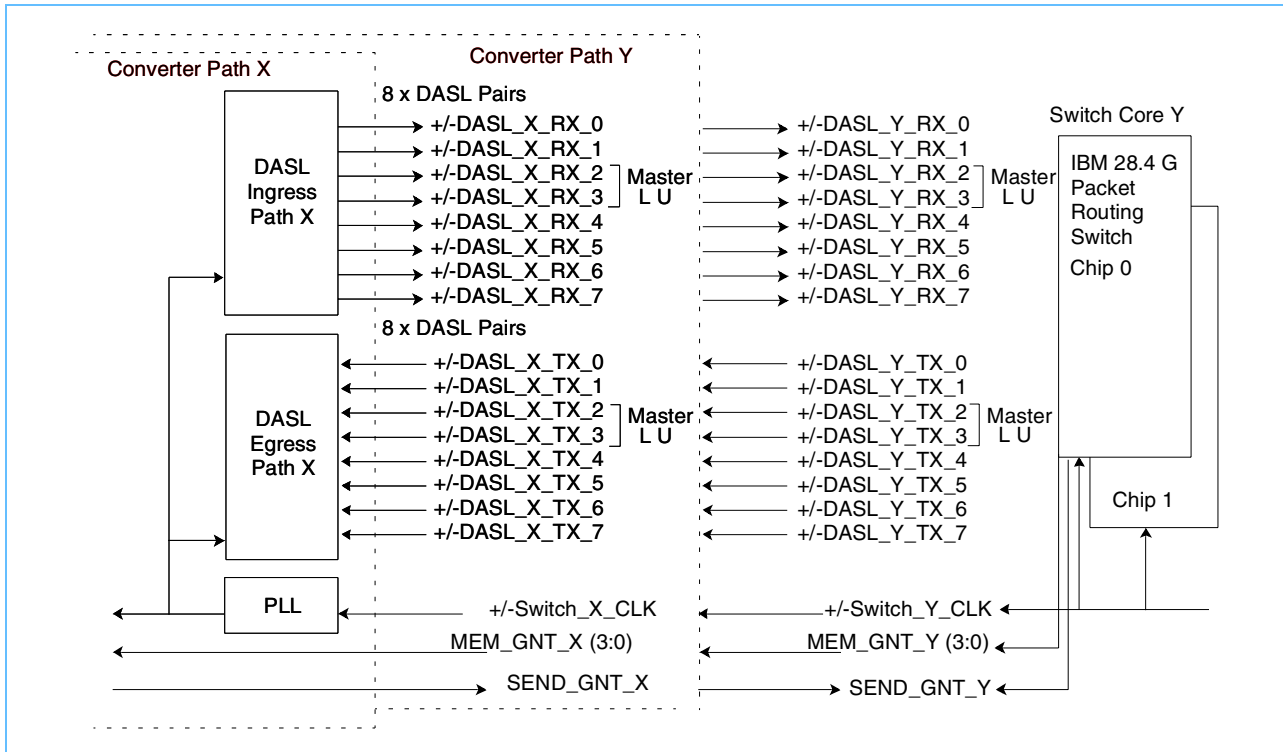 Converter Path X
Converter Path Y
8 x DASL Pairs
DASL
Ingress
Path X
+/-DASL_X_RX_0
+/-DASL_X_RX_1
+/-DASL_X_RX_2
+/-DASL_X_RX_3
+/-DASL_X_RX_4
+/-DASL_X_RX_5
+/-DASL_X_RX_6
+/-DASL_X_RX_7
Master
L U
+/-DASL_Y_RX_0
+/-DASL_Y_RX_1
+/-DASL_Y_RX_2
+/-DASL_Y_RX_3
+/-DASL_Y_RX_4
+/-DASL_Y_RX_5
+/-DASL_Y_RX_6
+/-DASL_Y_RX_7
Master
L U
Switch Core Y
IBM 28.4 G
Packet
Routing
Switch
Chip 0
Chip 1
8 x DASL Pairs
DASL
Egress
Path X
+/-DASL_X_TX_0
+/-DASL_X_TX_1
+/-DASL_X_TX_2
+/-DASL_X_TX_3
+/-DASL_X_TX_4
+/-DASL_X_TX_5
+/-DASL_X_TX_6
+/-DASL_X_TX_7
Master
L U
+/-DASL_Y_TX_0
+/-DASL_Y_TX_1
+/-DASL_Y_TX_2
+/-DASL_Y_TX_3
+/-DASL_Y_TX_4
+/-DASL_Y_TX_5
+/-DASL_Y_TX_6
+/-DASL_Y_TX_7
Master
L U
PLL
+/-Switch_X_CLK
+/-Switch_Y_CLK
MEM_GNT_X (3:0)
MEM_GNT_Y (3:0)
SEND_GNT_X
SEND_GNT_Y